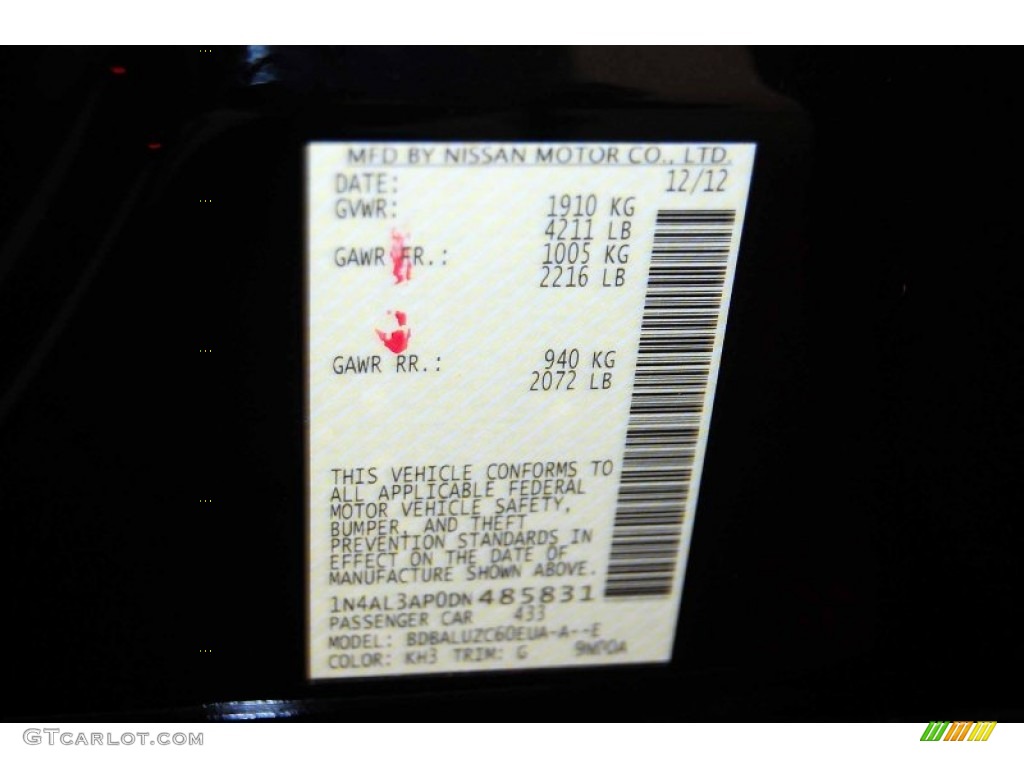 MFD BY NISSAN MOTOR CO., LTD.
DATE: 12/12
GVWR: 1910 KG
4211 LB
GAWR FR.: 1005 KG
2216 LB
GAWR RR.: 940 KG
2072 LB
THIS VEHICLE CONFORMS TO
ALL APPLICABLE FEDERAL
MOTOR VEHICLE SAFETY,
BUMPER, AND THEFT
PREVENTION STANDARDS IN
EFFECT ON THE DATE OF
MANUFACTURE SHOWN ABOVE.
1N4AL3AP0DN485831
PASSENGER CAR 433
MODEL: BDBALUZC60EUA-A--E
COLOR: KH3 TRIM: G
GTCARLOT.COM